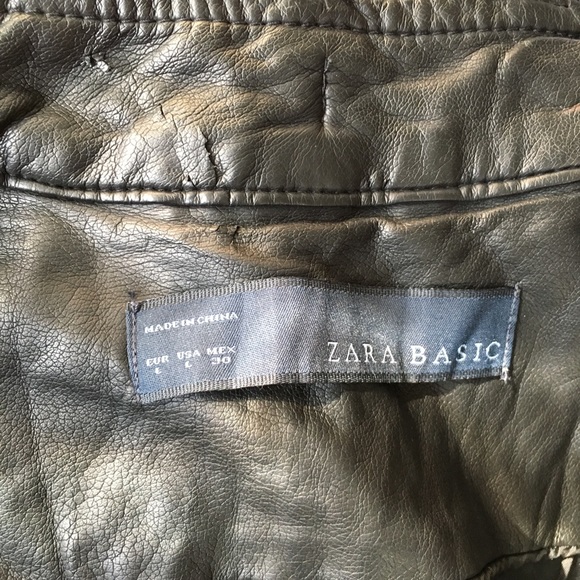 MADE IN CHINA
EUR USA MEX
L L 30
ZARA BASIC